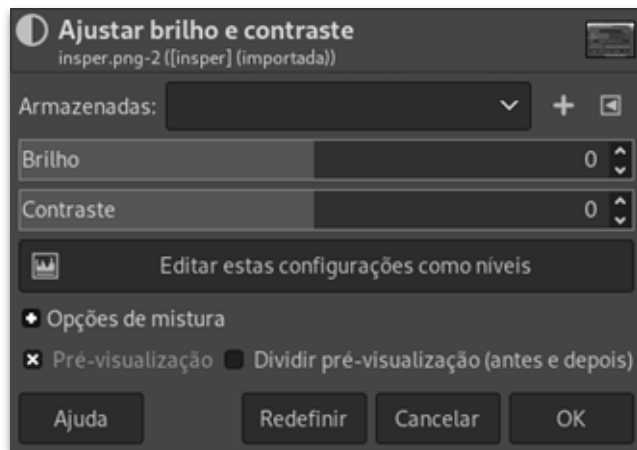 Ajustar brilho e contraste
insper.png-2 ([insper] (importada))
Armazenadas:
Brilho 0
Contraste 0
Editar estas configurações como níveis
Opções de mistura
Pré-visualização Dividir pré-visualização (antes e depois)
Ajuda Redefinir Cancelar OK